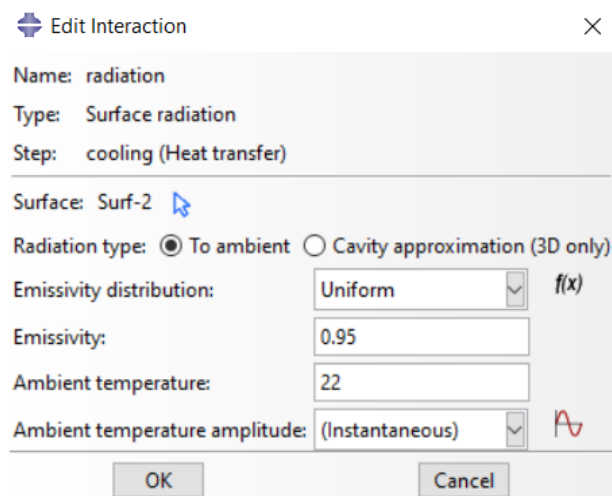 Edit Interaction
Name: radiation
Type: Surface radiation
Step: cooling (Heat transfer)
Surface: Surf-2
Radiation type: To ambient Cavity approximation (3D only)
Emissivity distribution: Uniform f(x)
Emissivity: 0.95
Ambient temperature: 22
Ambient temperature amplitude: (Instantaneous)
OK Cancel